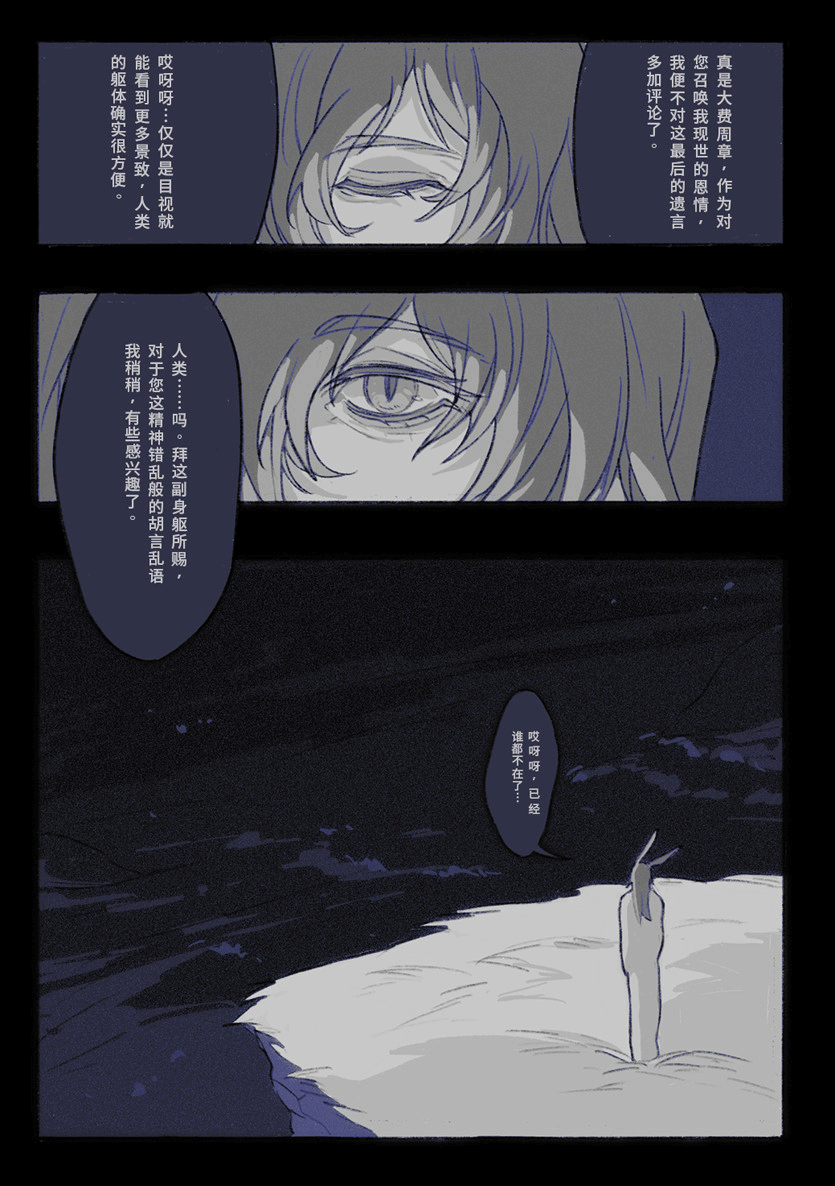 真是大费周章，作为对
您召唤我现世的恩情，
我便不对这最后的遗言
多加评论了。
哎呀呀…仅仅是目视就
能看到更多景致，人类
的躯体确实很方便。
人类……吗。拜这副身躯所赐，
对于您这精神错乱般的胡言乱语
我稍稍，有些感兴趣了。
哎呀呀，已经
谁都不在了…